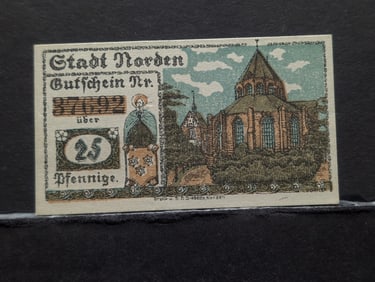 Stadt Norden
Gutschein Nr.
37692
über
25
Pfennige.